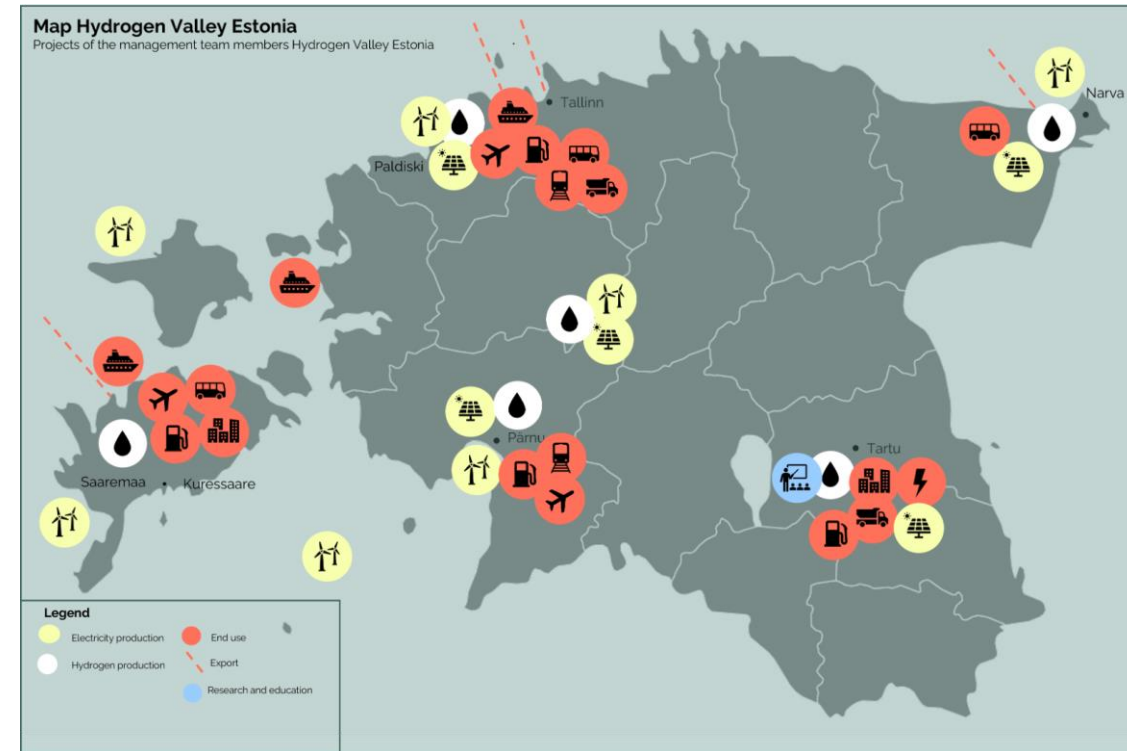 Map Hydrogen Valley Estonia
Projects of the management team members Hydrogen Valley Estonia
Tallinn
Narva
Paldiski
Pärnu
Tartu
Saaremaa
Kuressaare
Legend
Electricity production
End use
Hydrogen production
Export
Research and education